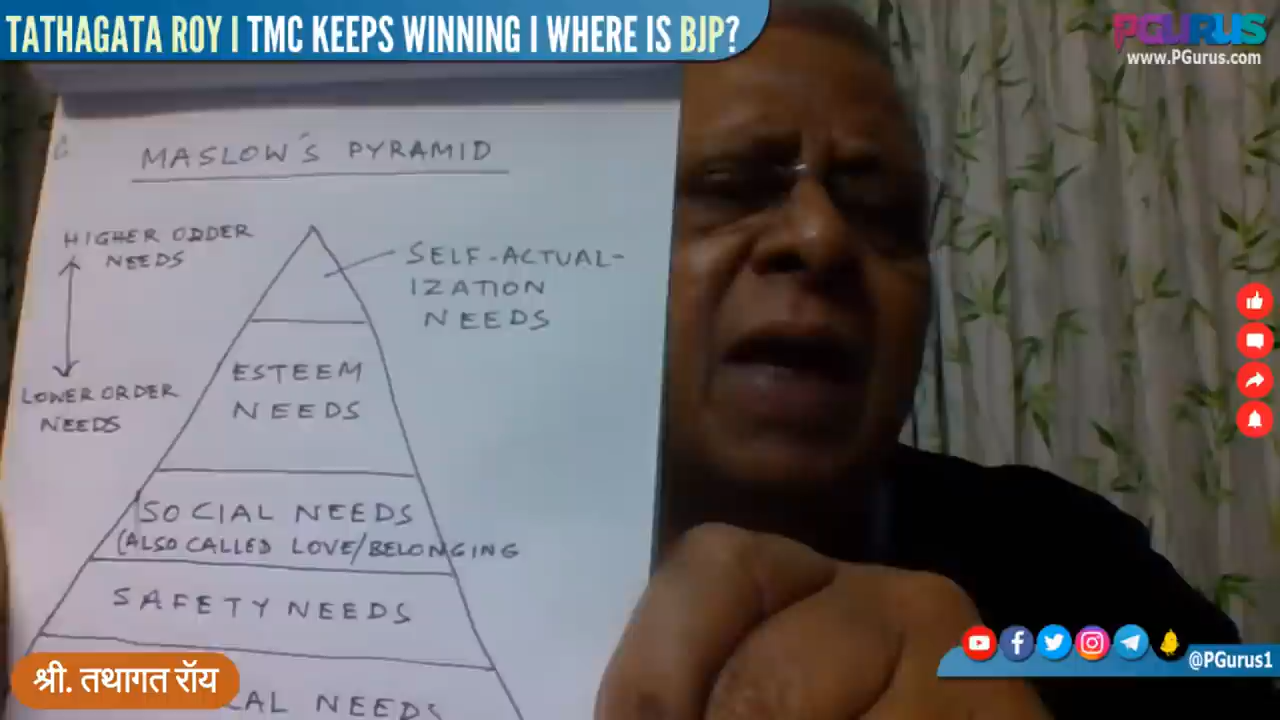 TATHAGATA ROY I TMC KEEPS WINNING I WHERE IS BJP?
PGURUS
www.PGurus.com
MASLOW'S PYRAMID
HIGHER ORDER
NEEDS
SELF-ACTUAL-
IZATION
NEEDS
ESTEEM
NEEDS
LOWER ORDER
NEEDS
SOCIAL NEEDS
(ALSO CALLED LOVE/BELONGING
SAFETY NEEDS
श्री. तथागत रॉय
NEEDS
@PGurus1